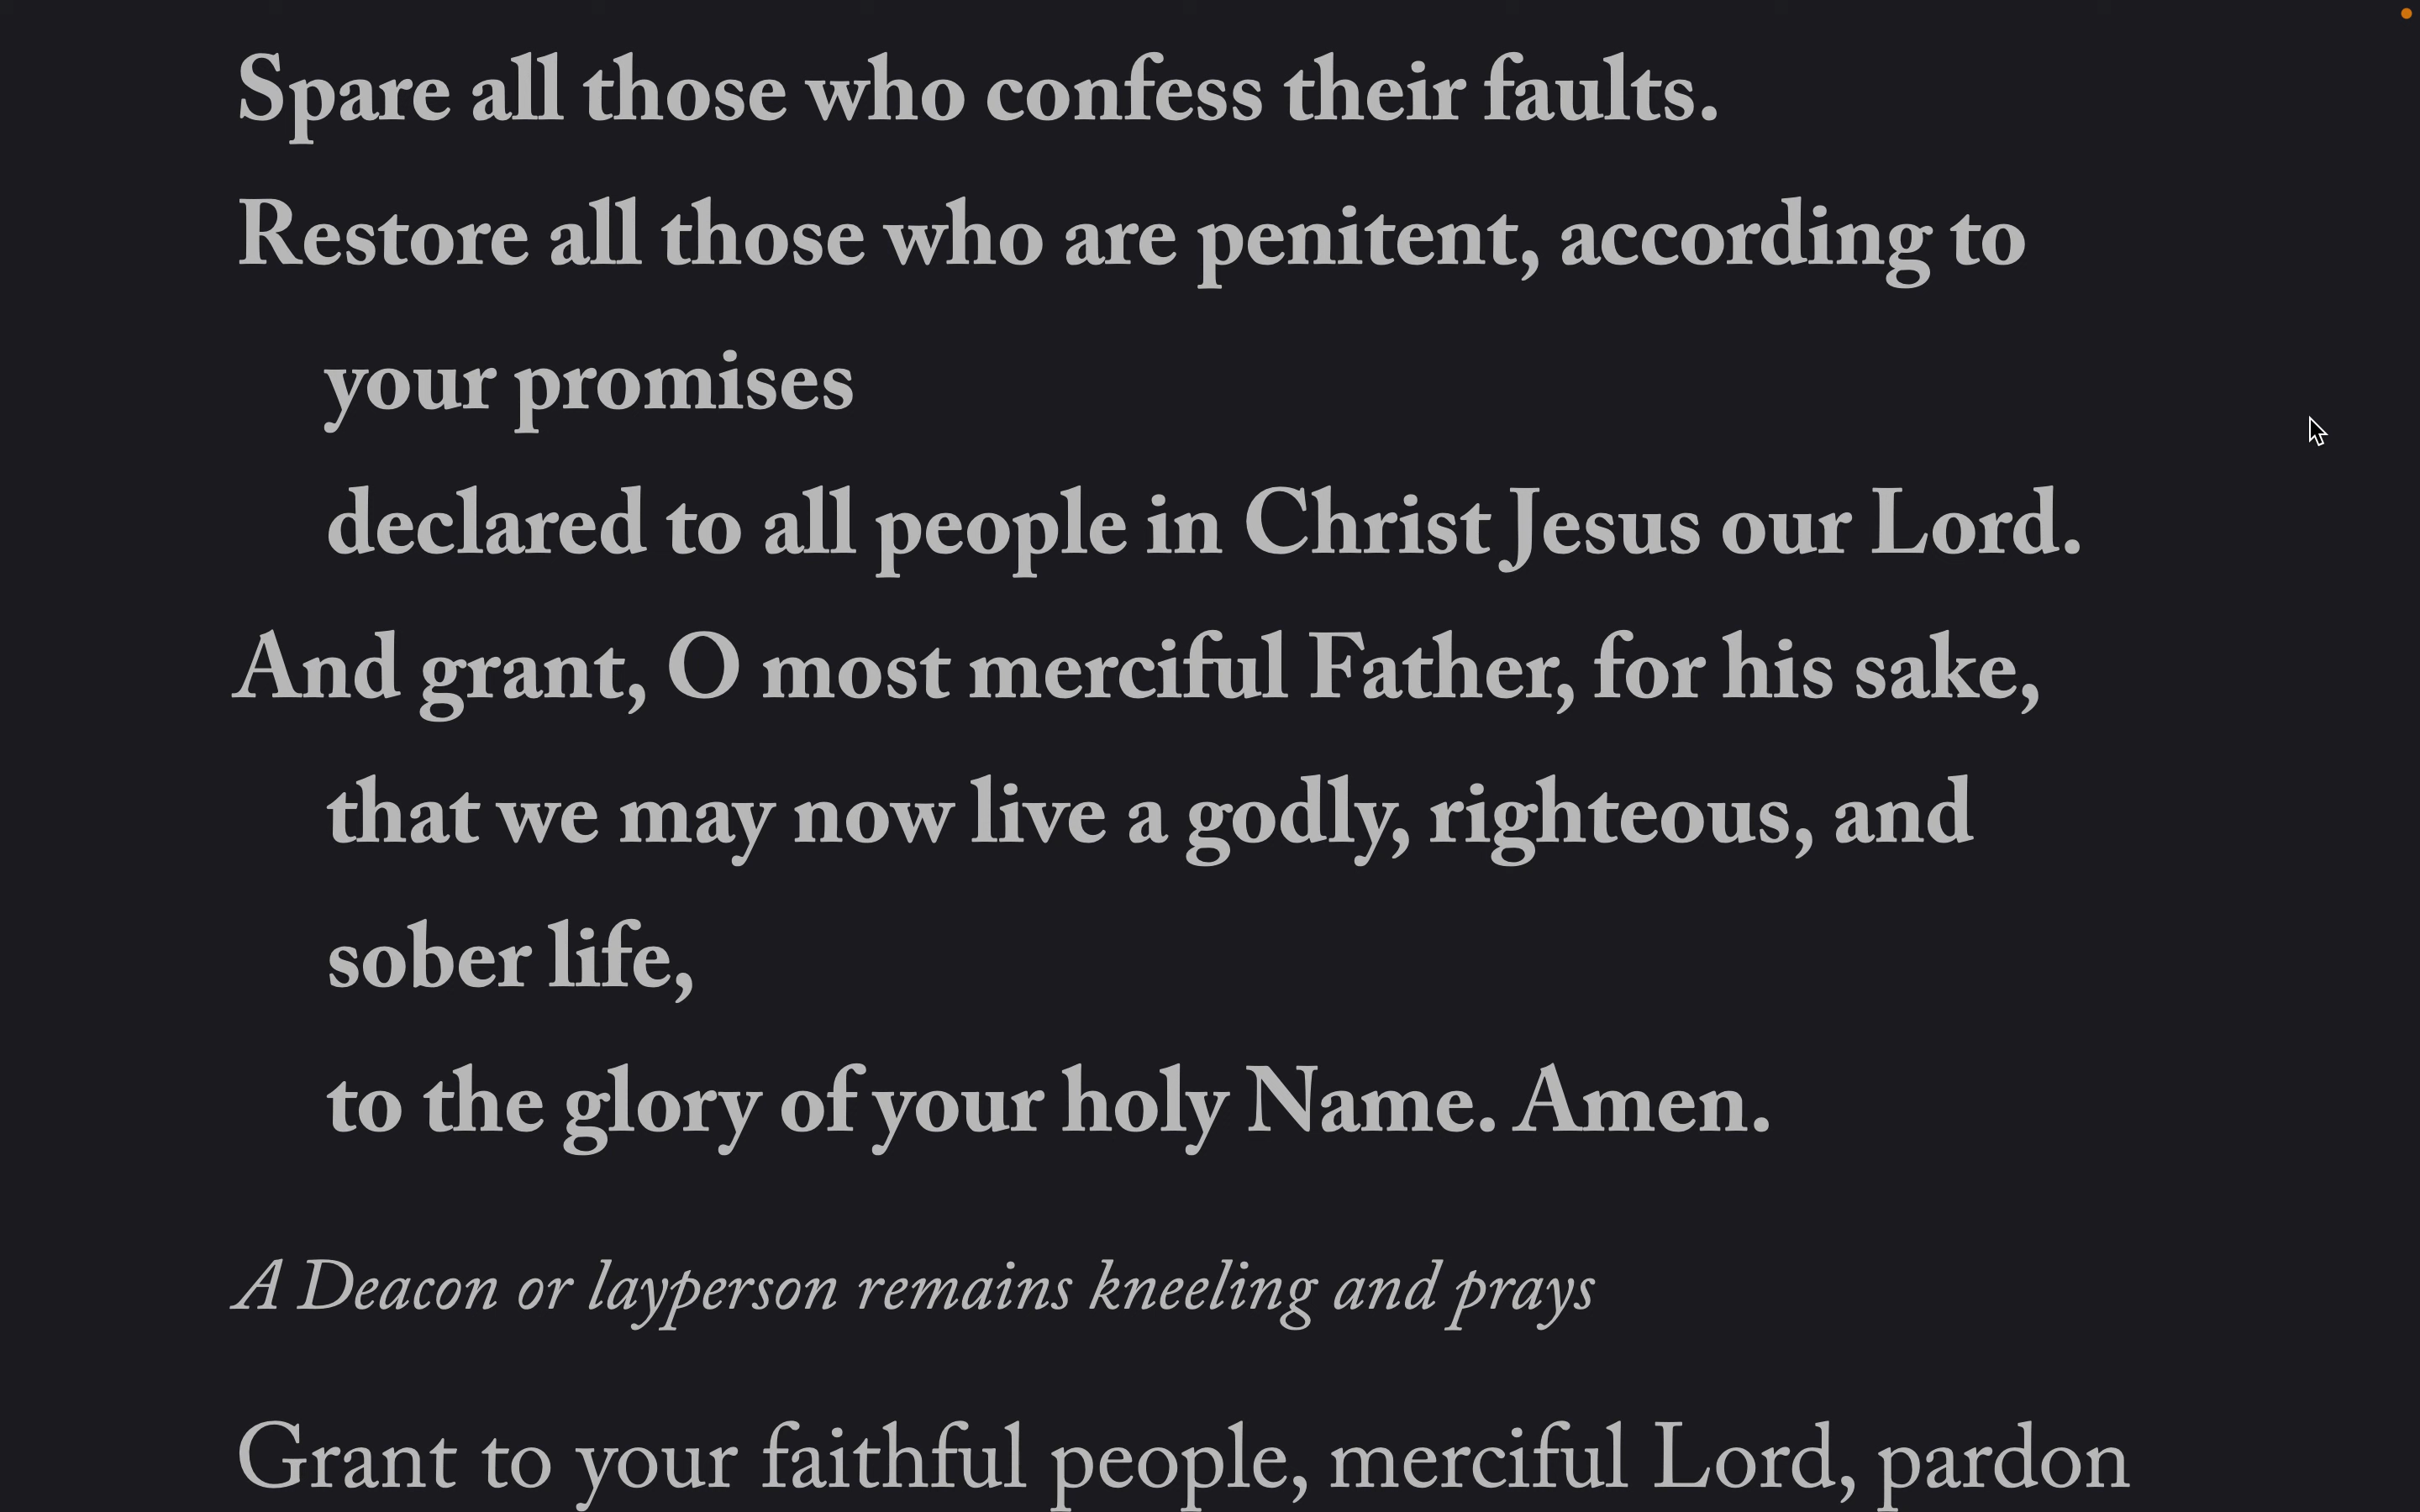 Spare all those who confess their faults.
Restore all those who are penitent, according to
your promises
declared to all people in Christ Jesus our Lord.
And grant, O most merciful Father, for his sake,
that we may now live a godly, righteous, and
sober life,
to the glory of your holy Name. Amen.
A Deacon or layperson remains kneeling and prays
Grant to your faithful people, merciful Lord, pardon